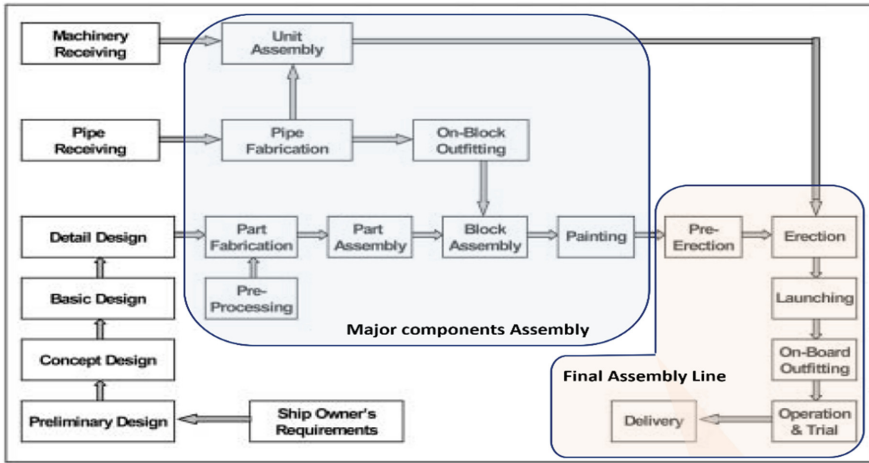 Machinery
Receiving
Unit
Assembly
Pipe
Receiving
Pipe
Fabrication
On-Block
Outfitting
Detail Design
Part
Fabrication
Part
Assembly
Block
Assembly
Painting
Pre-
Erection
Erection
Basic Design
Pre-
Processing
Launching
Major components Assembly
Concept Design
On-Board
Outfitting
Final Assembly Line
Preliminary Design
Ship Owner's
Requirements
Delivery
Operation
& Trial